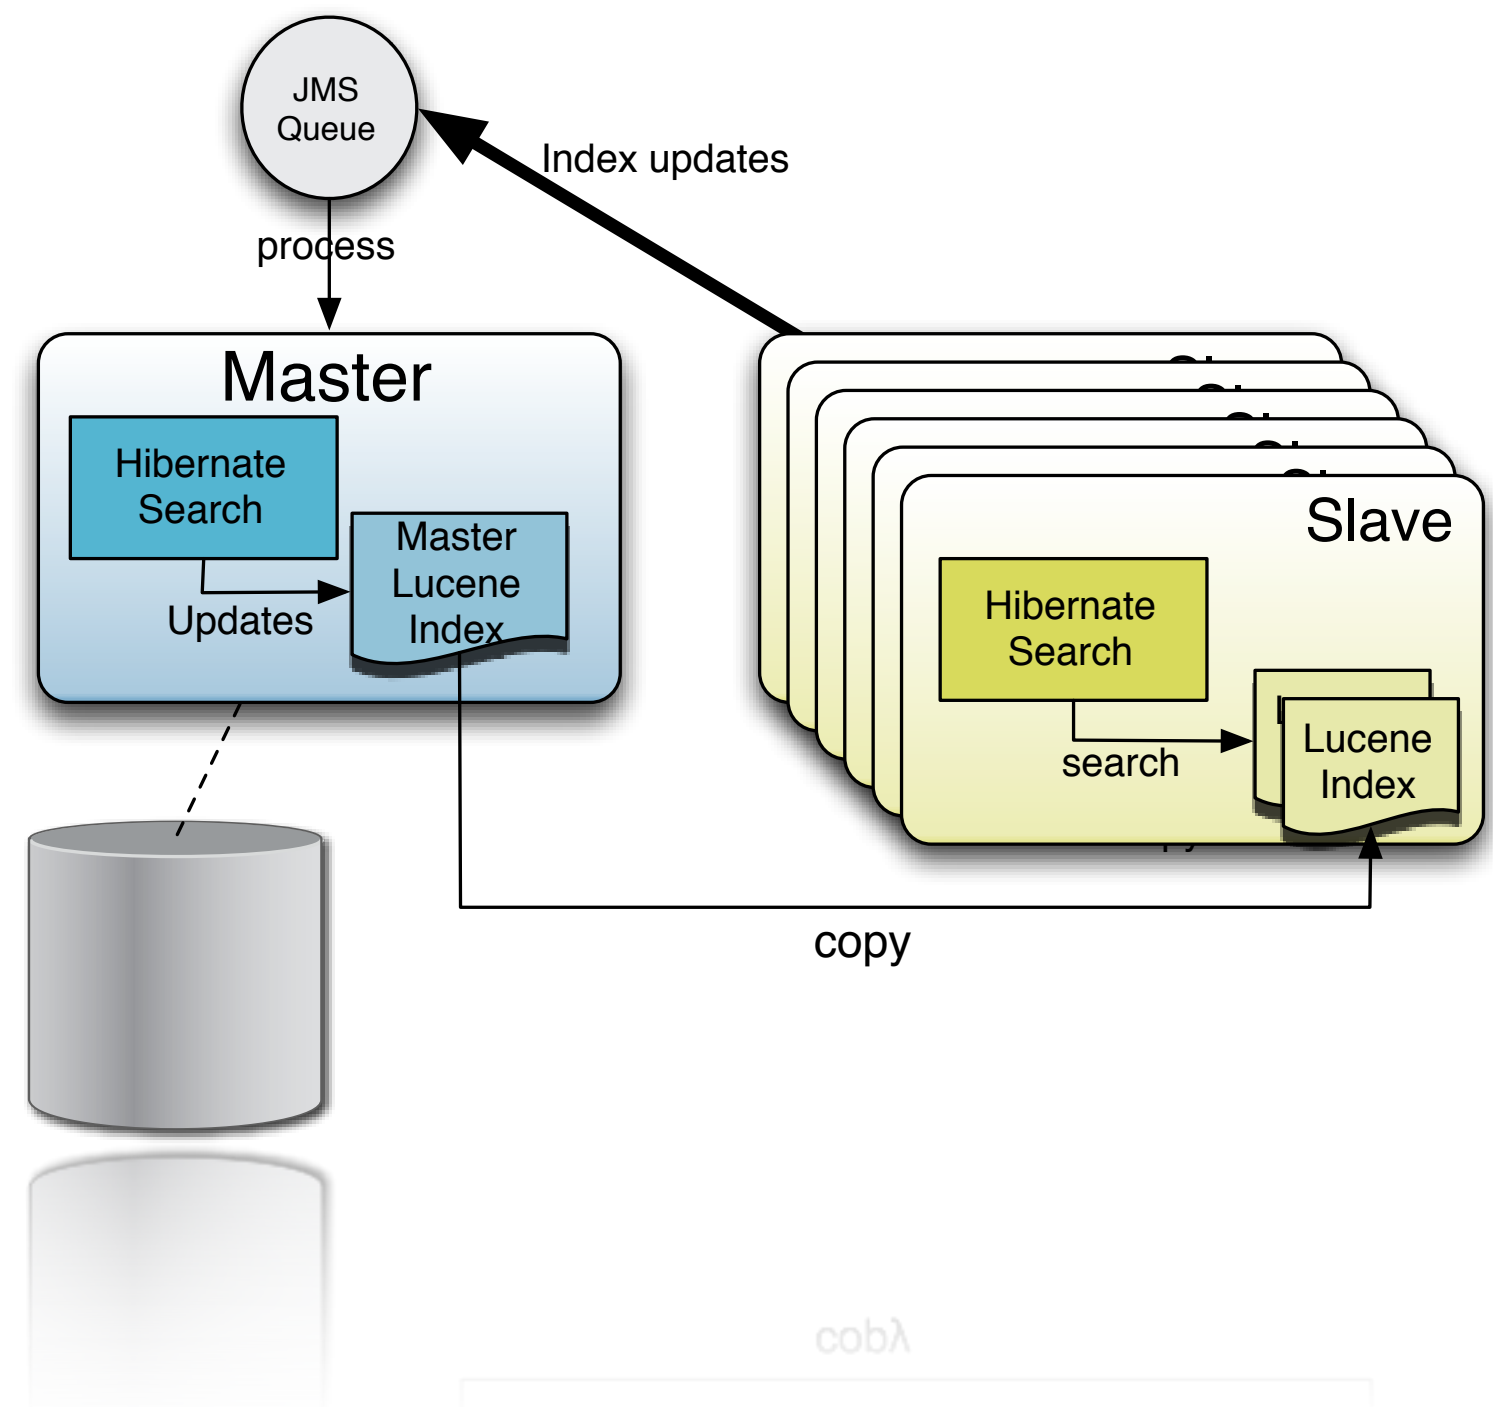 JMS
Queue
Index updates
process
Master
Hibernate
Search
Updates
Master
Lucene
Index
Slave
Hibernate
Search
search
Lucene
Index
copy
copy